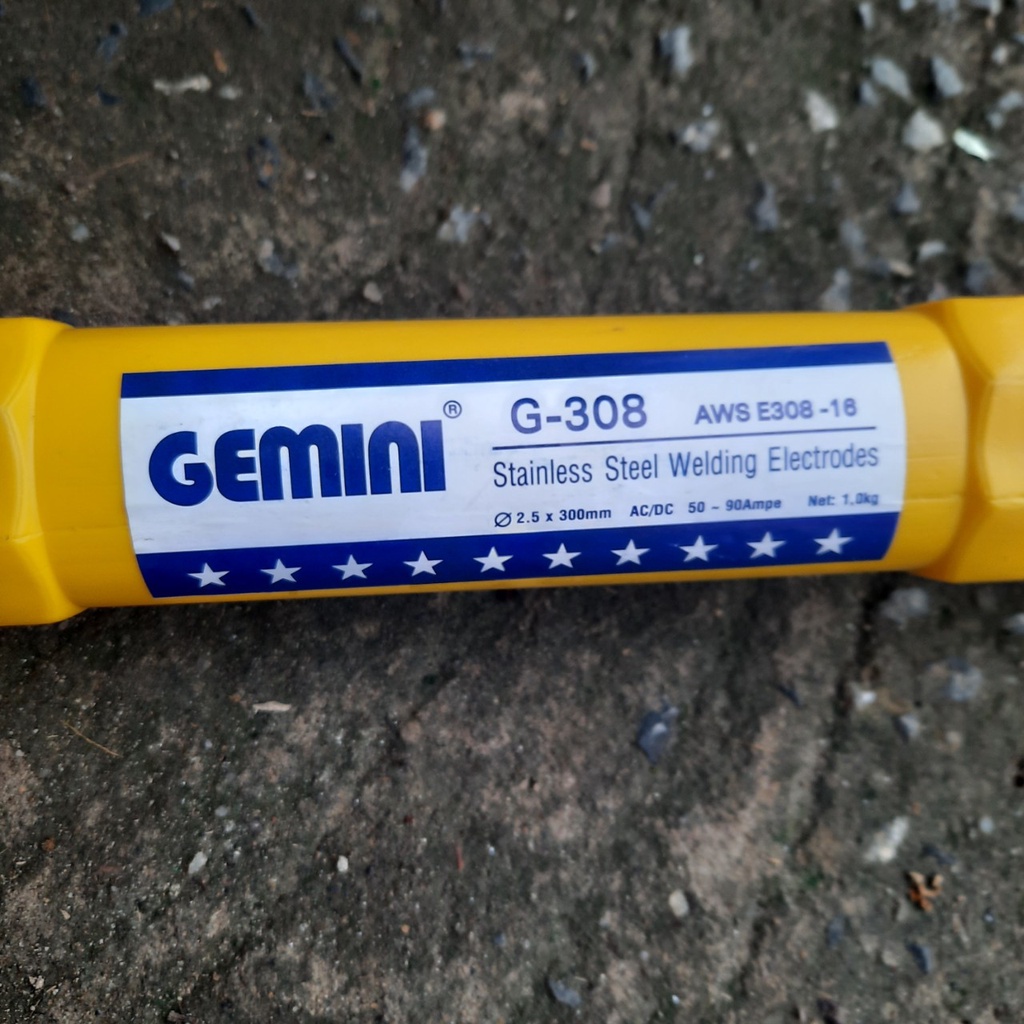 GEMINI®
G-308 AWS E308-16
Stainless Steel Welding Electrodes
Ø 2.5 x 300mm AC/DC 50 ~ 90Ampe Net: 1.0kg